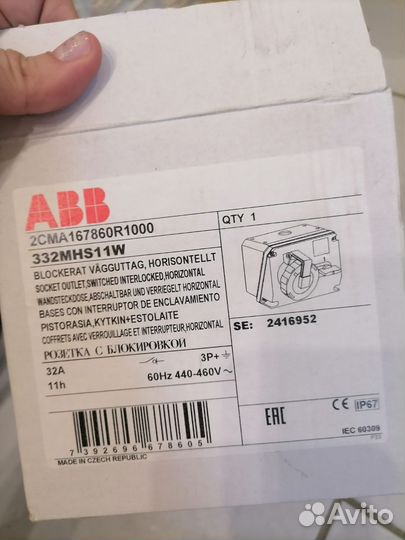 ABB
2CMA167860R1000
332MHS11W
QTY 1
BLOCKERAT VÄGGUTTAG, HORISONTELLT
SOCKET OUTLET,SWITCHED INTERLOCKED,HORIZONTAL
WANDSTECKDOSE,ABSCHALTBAR UND VERRIEGELT HORIZONTAL
BASES CON INTERRUPTOR DE ENCLAVAMIENTO
PISTORASIA,KYTKIN+ESTOLAITE
COFFRETS AVEC VERROUILLAGE ET INTERRUPTEUR,HORIZONTAL
РОЗЕТКА С БЛОКИРОВКОЙ
SE: 2416952
32A 3P+
11h 60Hz 440-460V~
7 392696 678605
MADE IN CZECH REPUBLIC
EAC CE IP67
IEC 60309
Avito